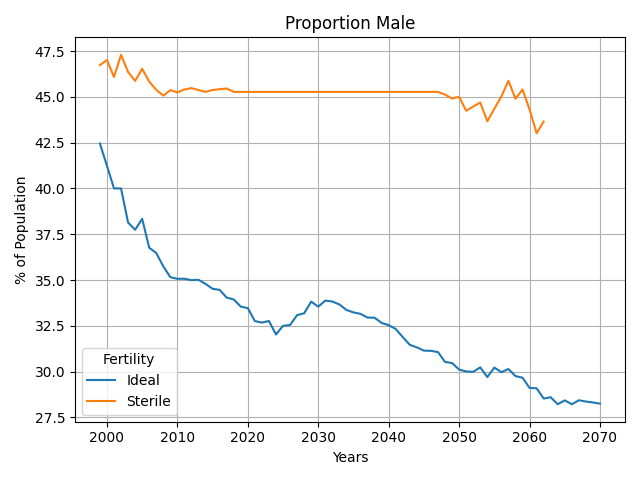 Proportion Male
% of Population
47.5
45.0
42.5
40.0
37.5
35.0
32.5
30.0
27.5
Fertility
Ideal
Sterile
2000 2010 2020 2030 2040 2050 2060 2070
Years